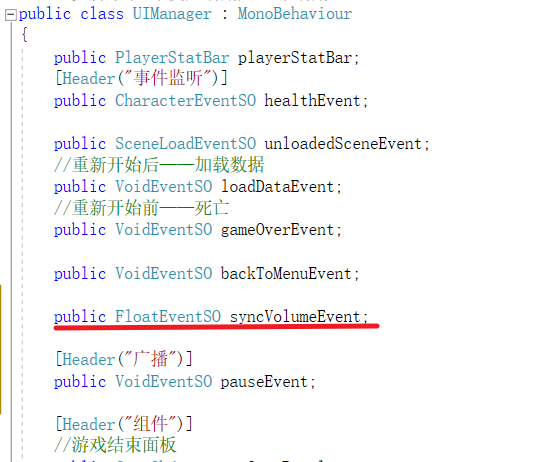 public class UIManager : MonoBehaviour
{
public PlayerStatBar playerStatBar;
[Header("事件监听")]
public CharacterEventSO healthEvent;
public SceneLoadEventSO unloadedSceneEvent;
//重新开始后——加载数据
public VoidEventSO loadDataEvent;
//重新开始前——死亡
public VoidEventSO gameOverEvent;
public VoidEventSO backToMenuEvent;
public FloatEventSO syncVolumeEvent;
[Header("广播")]
public VoidEventSO pauseEvent;
[Header("组件")]
//游戏结束面板